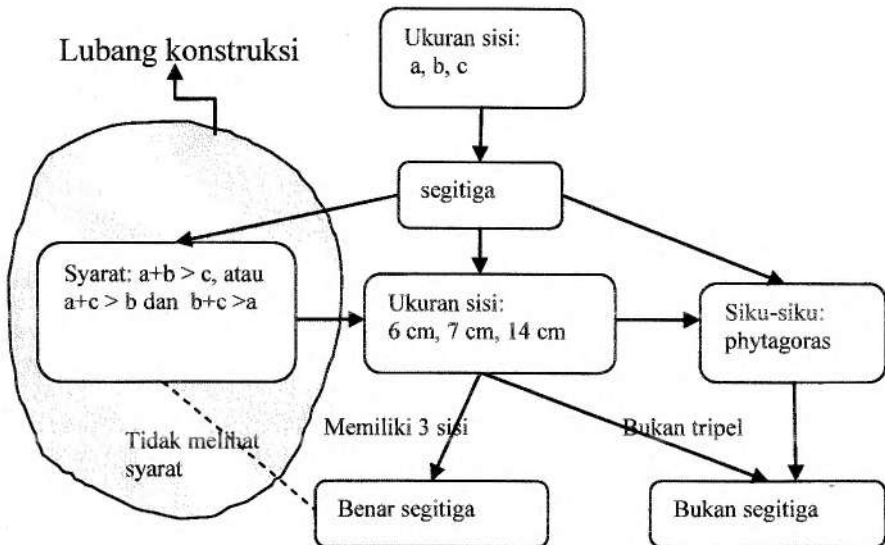 Lubang konstruksi
Ukuran sisi:
a, b, c
segitiga
Syarat: a+b > c, atau
a+c > b dan b+c >a
Ukuran sisi:
6 cm, 7 cm, 14 cm
Siku-siku:
phytagoras
Tidak melihat
syarat
Memiliki 3 sisi
Bukan tripel
Benar segitiga
Bukan segitiga